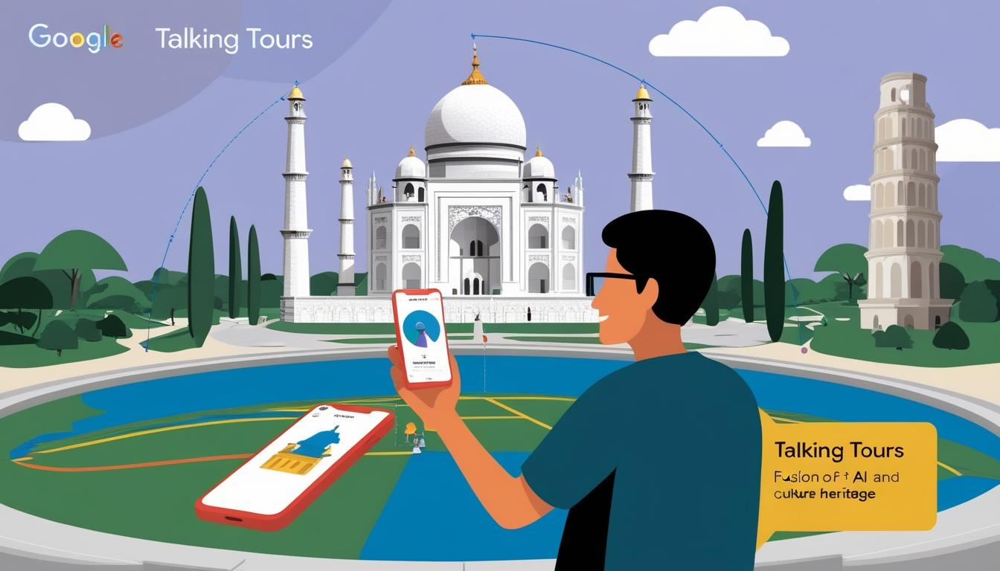 Google Talking Tours
Talking Tours
Fusion of AI and
culture heritage